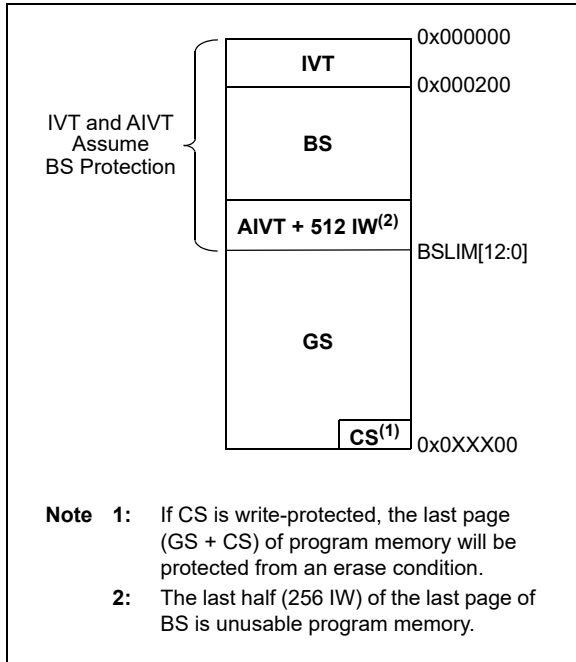 0x000000
IVT
0x000200
IVT and AIVT
Assume
BS Protection
BS
AIVT + 512 IW(2)
BSLIM[12:0]
GS
CS(1)
0x0XXX00
Note 1: If CS is write-protected, the last page
(GS + CS) of program memory will be
protected from an erase condition.
2: The last half (256 IW) of the last page of
BS is unusable program memory.